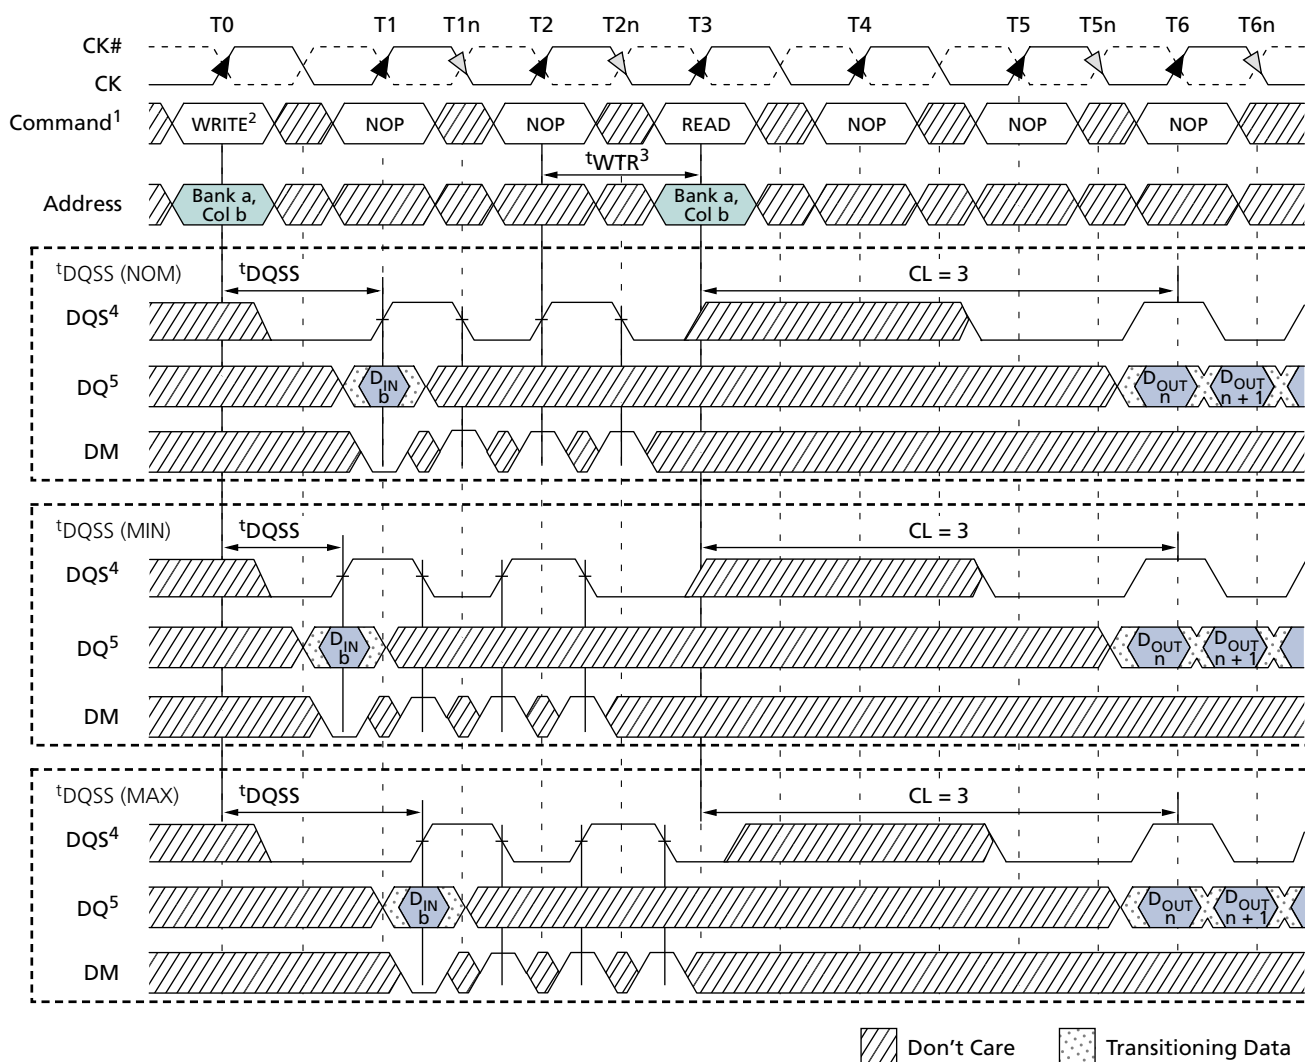 T0 T1 T1n T2 T2n T3 T4 T5 T5n T6 T6n
CK#
CK
Command1 WRITE2 NOP NOP READ NOP NOP NOP
tWTR3
Address Bank a, Col b Bank a, Col b
tDQSS (NOM) tDQSS CL = 3
DQS4
DQ5 DIN b DOUT n DOUT n + 1
DM
tDQSS (MIN) tDQSS CL = 3
DQS4
DQ5 DIN b DOUT n DOUT n + 1
DM
tDQSS (MAX) tDQSS CL = 3
DQS4
DQ5 DIN b DOUT n DOUT n + 1
DM
Don't Care Transitioning Data